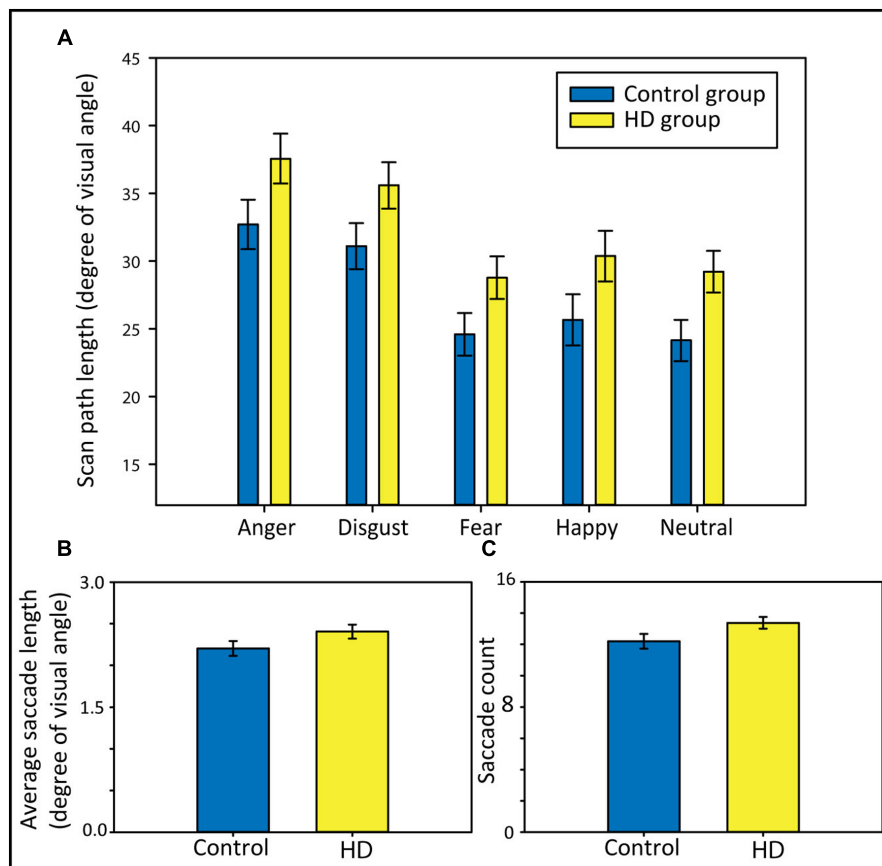 A
Scan path length (degree of visual angle)
45
40
35
30
25
20
15
Control group
HD group
Anger Disgust Fear Happy Neutral
B
Average saccade length
(degree of visual angle)
3.0
1.5
0.0
Control HD
C
Saccade count
16
8
0
Control HD